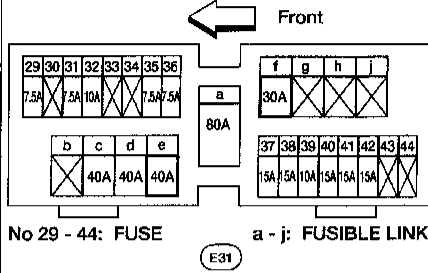 Front
29 30 31 32 33 34 35 36
7.5A 7.5A 10A 7.5A 7.5A
a
80A
f g h j
30A
b c d e
40A 40A 40A
37 38 39 40 41 42 43 44
15A 15A 10A 15A 15A 15A
No 29 - 44: FUSE
a - j: FUSIBLE LINK
E31